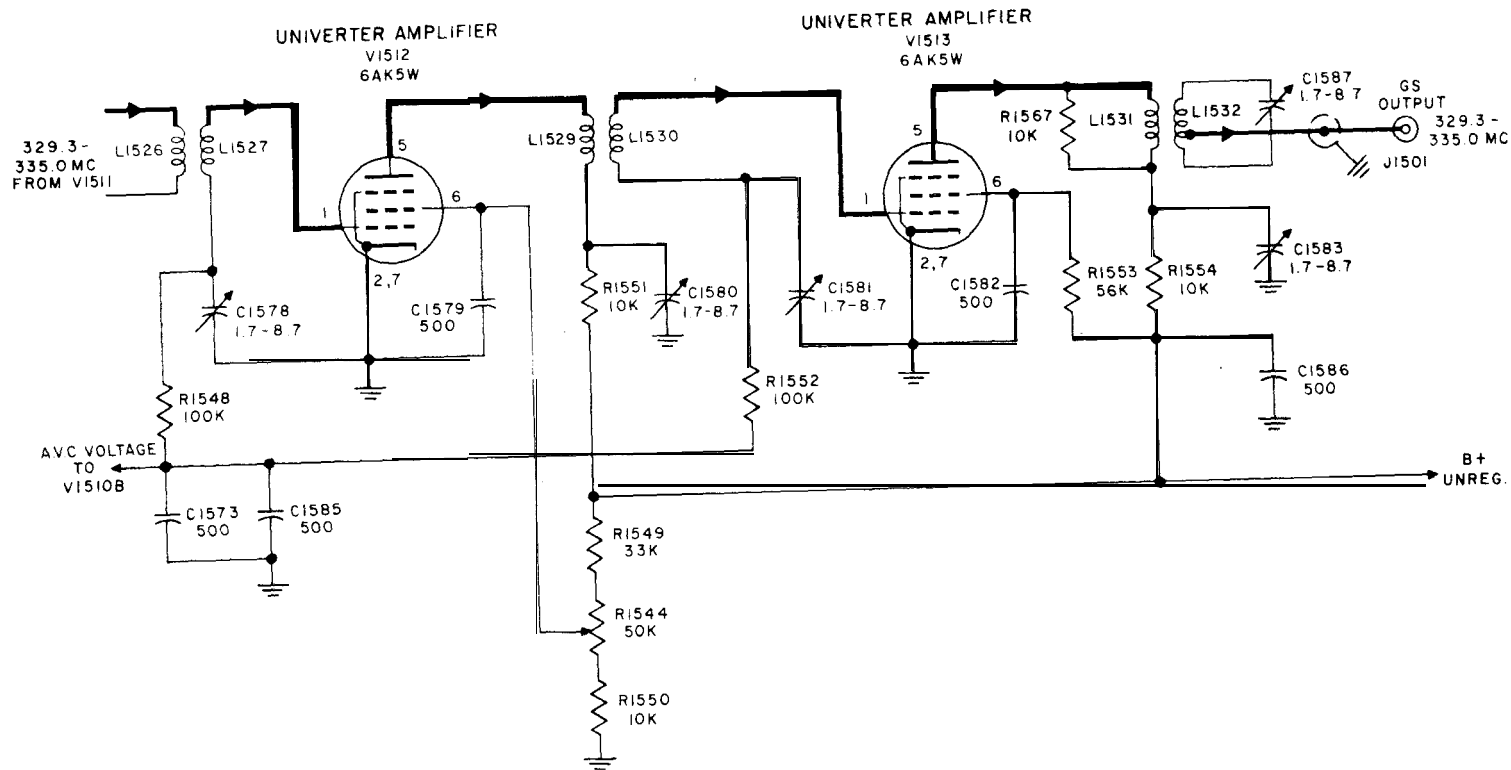 UNIVERTER AMPLIFIER
V1512
6AK5W
UNIVERTER AMPLIFIER
V1513
6AK5W
329.3-
335.0 MC
FROM V1511
L1526
L1527
5
1
6
2,7
C1578
1.7-8.7
C1579
500
R1548
100K
A.V.C VOLTAGE
TO
V1510B
C1573
500
C1585
500
L1529
L1530
R1551
10K
C1580
1.7-8.7
C1581
1.7-8.7
R1552
100K
R1549
33K
R1544
50K
R1550
10K
5
1
6
2,7
C1582
500
R1567
10K
L1531
L1532
C1587
1.7-8.7
GS
OUTPUT
329.3-
335.0 MC
J1501
R1553
56K
R1554
10K
C1583
1.7-8.7
C1586
500
B+
UNREG.